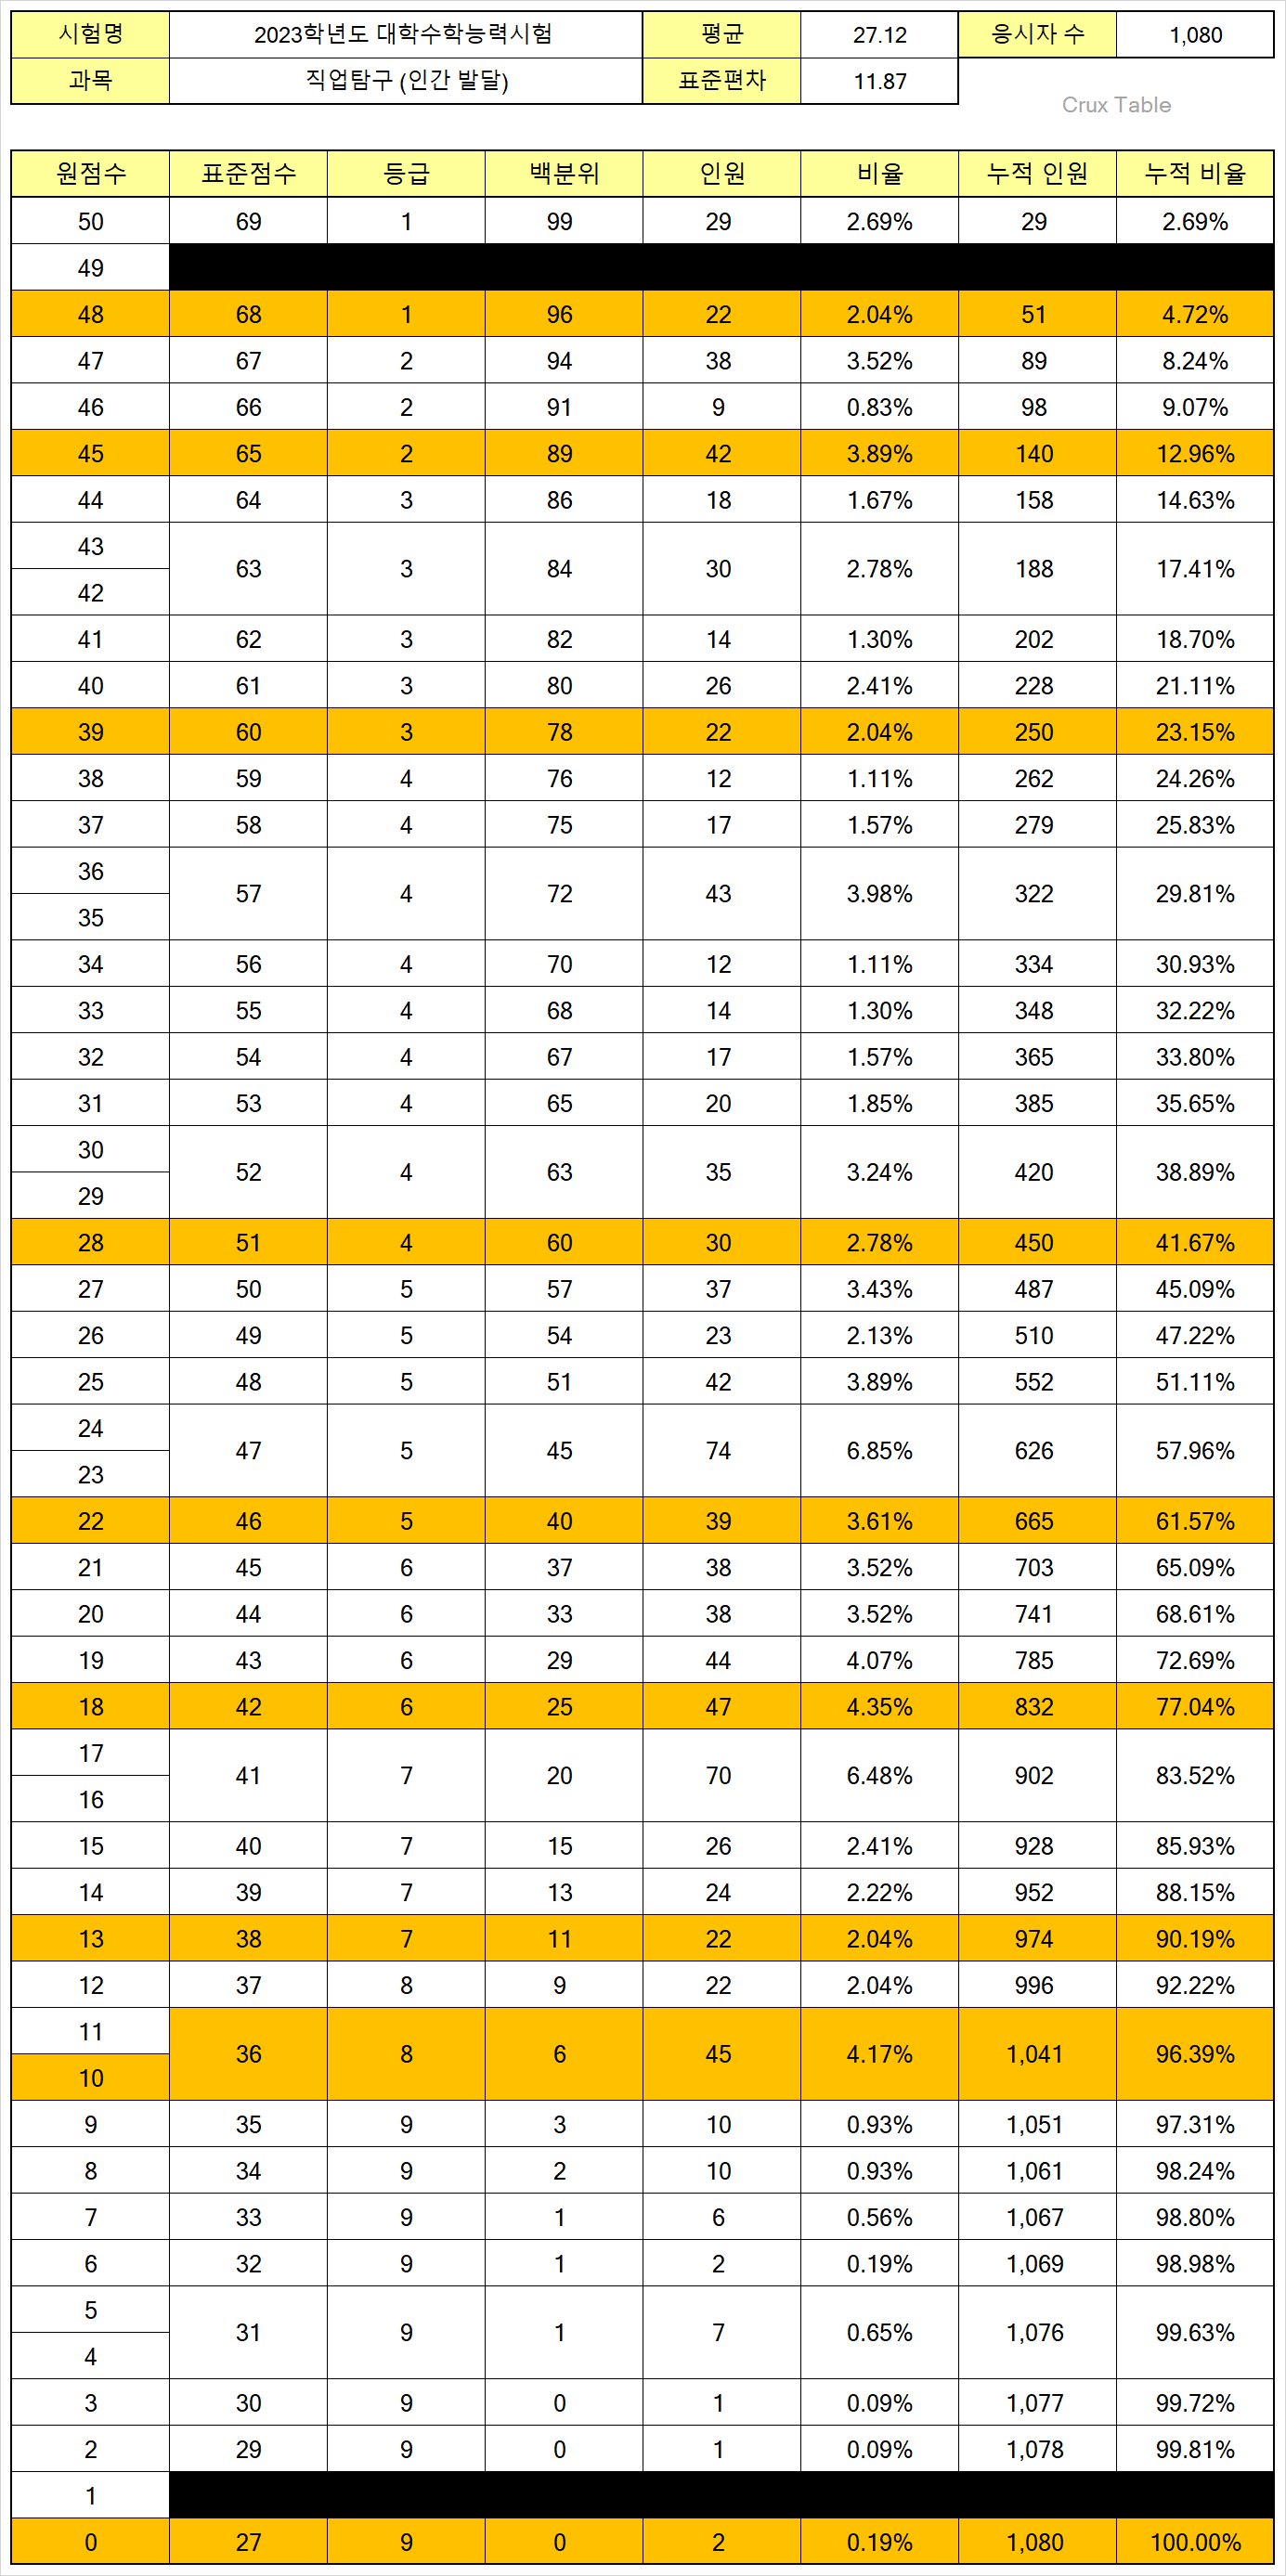 시험명 2023학년도 대학수학능력시험 평균 27.12 응시자 수 1,080
과목 직업탐구 (인간 발달) 표준편차 11.87
Crux Table
원점수 표준점수 등급 백분위 인원 비율 누적 인원 누적 비율
50 69 1 99 29 2.69% 29 2.69%
49
48 68 1 96 22 2.04% 51 4.72%
47 67 2 94 38 3.52% 89 8.24%
46 66 2 91 9 0.83% 98 9.07%
45 65 2 89 42 3.89% 140 12.96%
44 64 3 86 18 1.67% 158 14.63%
43
63 3 84 30 2.78% 188 17.41%
42
41 62 3 82 14 1.30% 202 18.70%
40 61 3 80 26 2.41% 228 21.11%
39 60 3 78 22 2.04% 250 23.15%
38 59 4 76 12 1.11% 262 24.26%
37 58 4 75 17 1.57% 279 25.83%
36
57 4 72 43 3.98% 322 29.81%
35
34 56 4 70 12 1.11% 334 30.93%
33 55 4 68 14 1.30% 348 32.22%
32 54 4 67 17 1.57% 365 33.80%
31 53 4 65 20 1.85% 385 35.65%
30
52 4 63 35 3.24% 420 38.89%
29
28 51 4 60 30 2.78% 450 41.67%
27 50 5 57 37 3.43% 487 45.09%
26 49 5 54 23 2.13% 510 47.22%
25 48 5 51 42 3.89% 552 51.11%
24
47 5 45 74 6.85% 626 57.96%
23
22 46 5 40 39 3.61% 665 61.57%
21 45 6 37 38 3.52% 703 65.09%
20 44 6 33 38 3.52% 741 68.61%
19 43 6 29 44 4.07% 785 72.69%
18 42 6 25 47 4.35% 832 77.04%
17
41 7 20 70 6.48% 902 83.52%
16
15 40 7 15 26 2.41% 928 85.93%
14 39 7 13 24 2.22% 952 88.15%
13 38 7 11 22 2.04% 974 90.19%
12 37 8 9 22 2.04% 996 92.22%
11
36 8 6 45 4.17% 1,041 96.39%
10
9 35 9 3 10 0.93% 1,051 97.31%
8 34 9 2 10 0.93% 1,061 98.24%
7 33 9 1 6 0.56% 1,067 98.80%
6 32 9 1 2 0.19% 1,069 98.98%
5
31 9 1 7 0.65% 1,076 99.63%
4
3 30 9 0 1 0.09% 1,077 99.72%
2 29 9 0 1 0.09% 1,078 99.81%
1
0 27 9 0 2 0.19% 1,080 100.00%